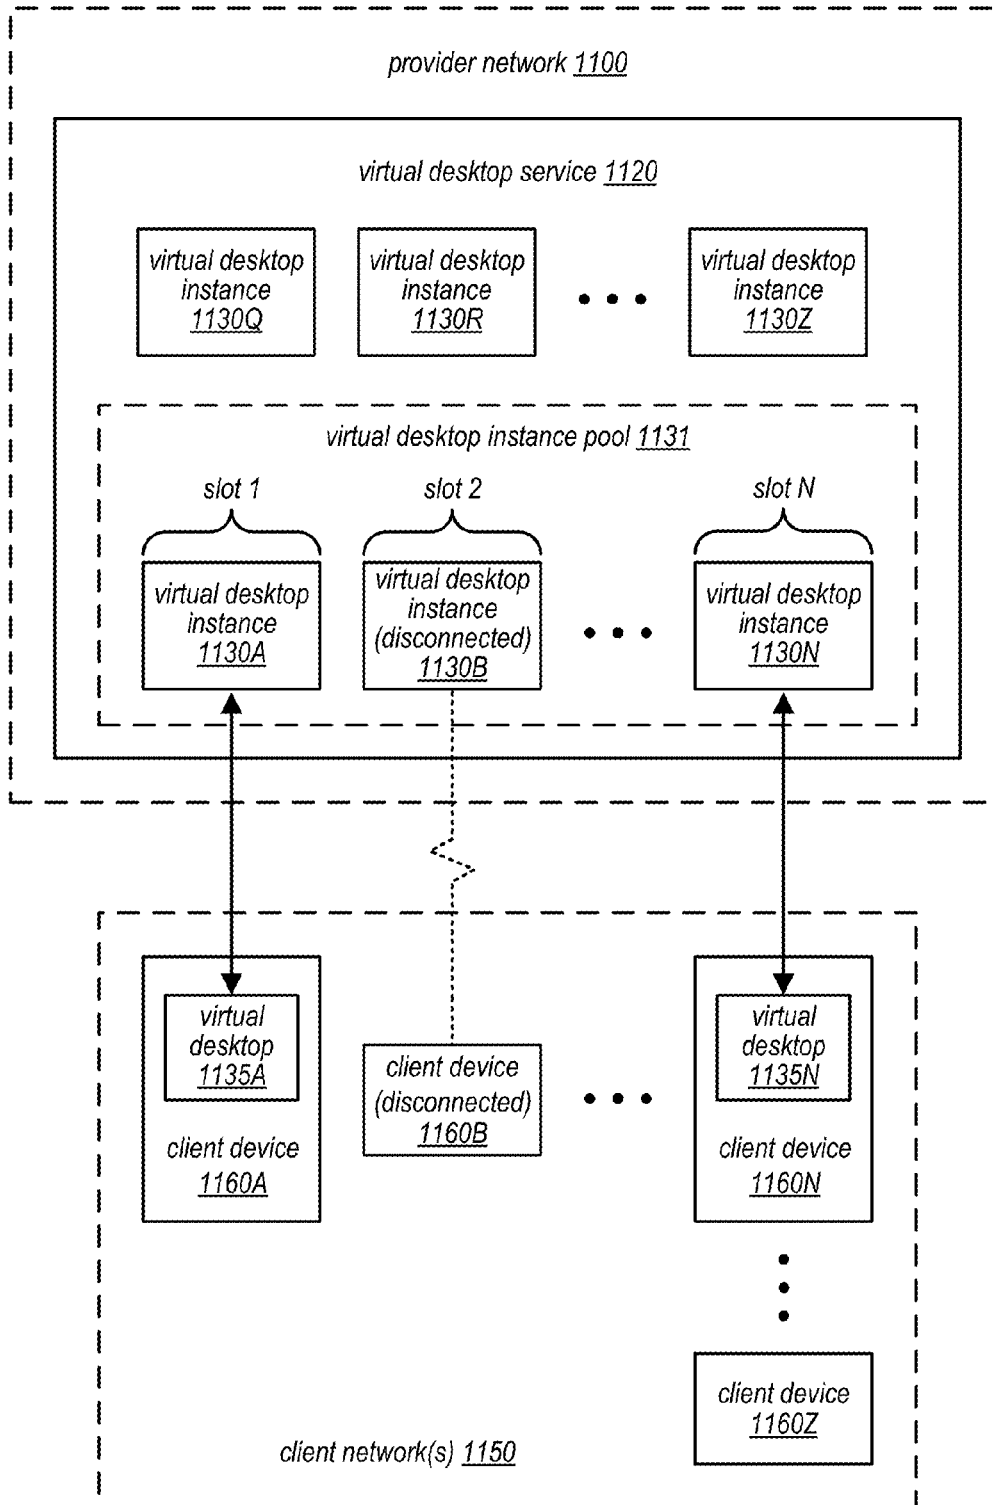 provider network 1100
virtual desktop service 1120
virtual desktop
instance
1130Q
virtual desktop
instance
1130R
virtual desktop
instance
1130Z
virtual desktop instance pool 1131
slot 1
slot 2
slot N
virtual desktop
instance
1130A
virtual desktop
instance
(disconnected)
1130B
virtual desktop
instance
1130N
virtual
desktop
1135A
client device
1160A
client device
(disconnected)
1160B
virtual
desktop
1135N
client device
1160N
client device
1160Z
client network(s) 1150